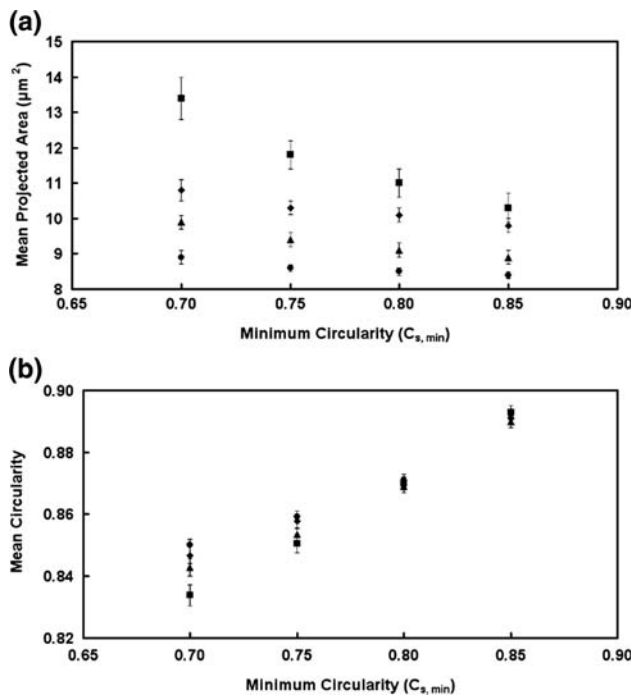 (a)
15
14
13
12
11
10
9
8
Mean Projected Area (µm²)
0.65 0.70 0.75 0.80 0.85 0.90
Minimum Circularity (Cs, min)
(b)
0.90
0.88
0.86
0.84
0.82
Mean Circularity
0.65 0.70 0.75 0.80 0.85 0.90
Minimum Circularity (Cs, min)